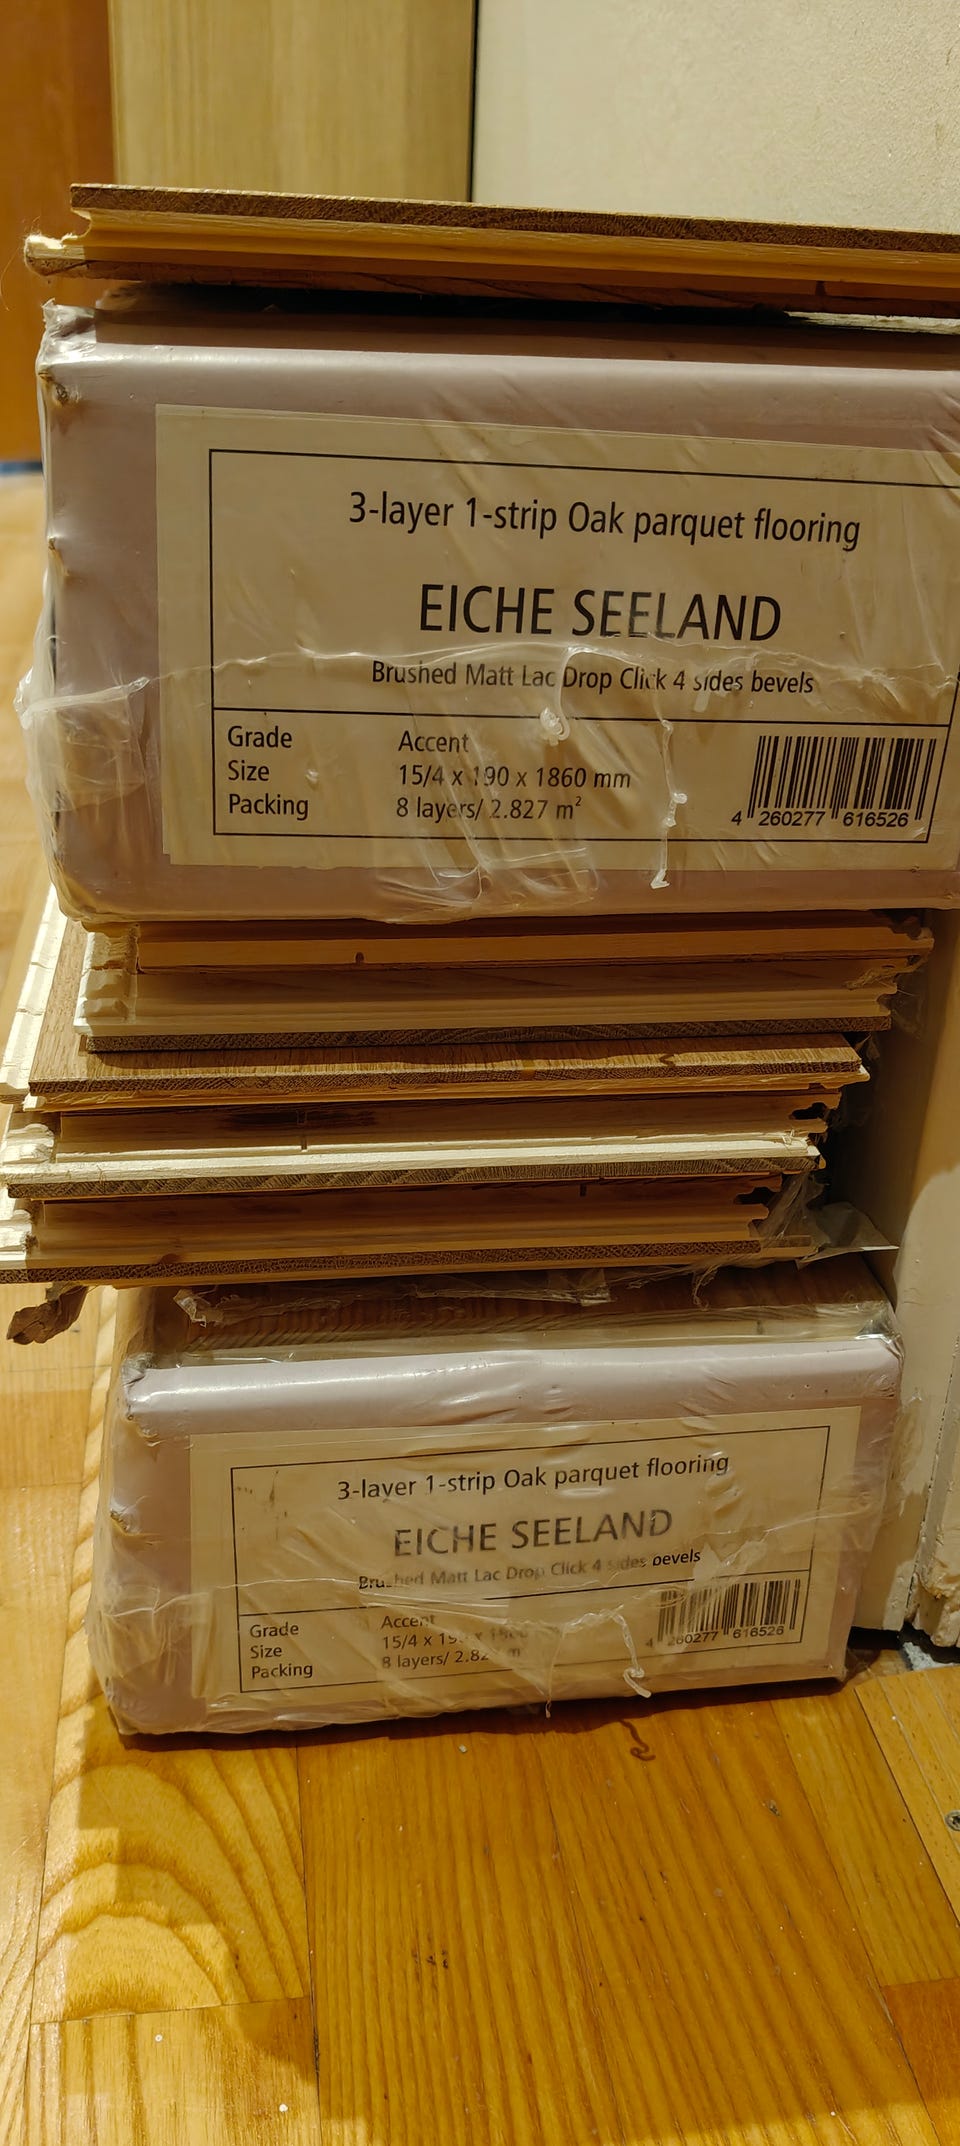 3-layer 1-strip Oak parquet flooring
EICHE SEELAND
Brushed Matt Lac Drop Click 4 sides bevels
Grade Accent
Size 15/4 x 190 x 1860 mm
Packing 8 layers/ 2.827 m²
4 260277 616526
3-layer 1-strip Oak parquet flooring
EICHE SEELAND
Brushed Matt Lac Drop Click 4 sides bevels
Grade Accent
Size 15/4 x
Packing 8 layers/
4 260277 616526